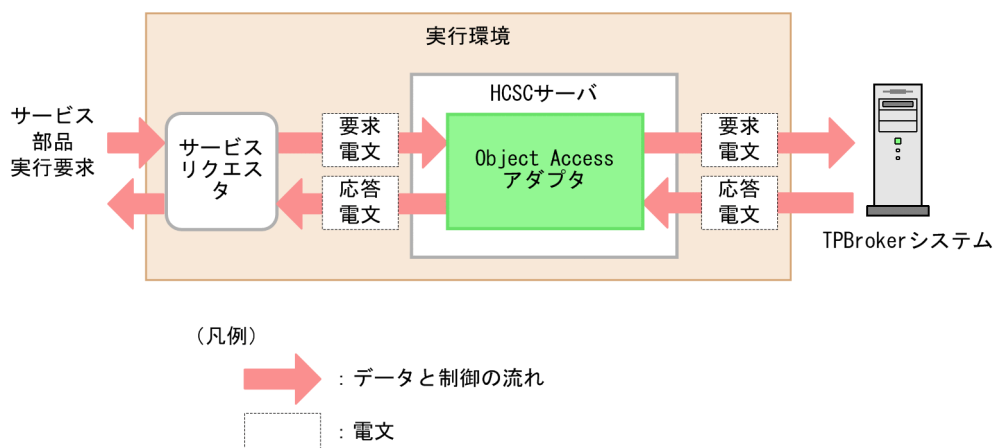 実行環境
HCSCサーバ
サービス
部品
実行要求
サービス
リクエス
タ
要求
電文
応答
電文
Object Access
アダプタ
要求
電文
応答
電文
TPBrokerシステム
(凡例)
：データと制御の流れ
：電文